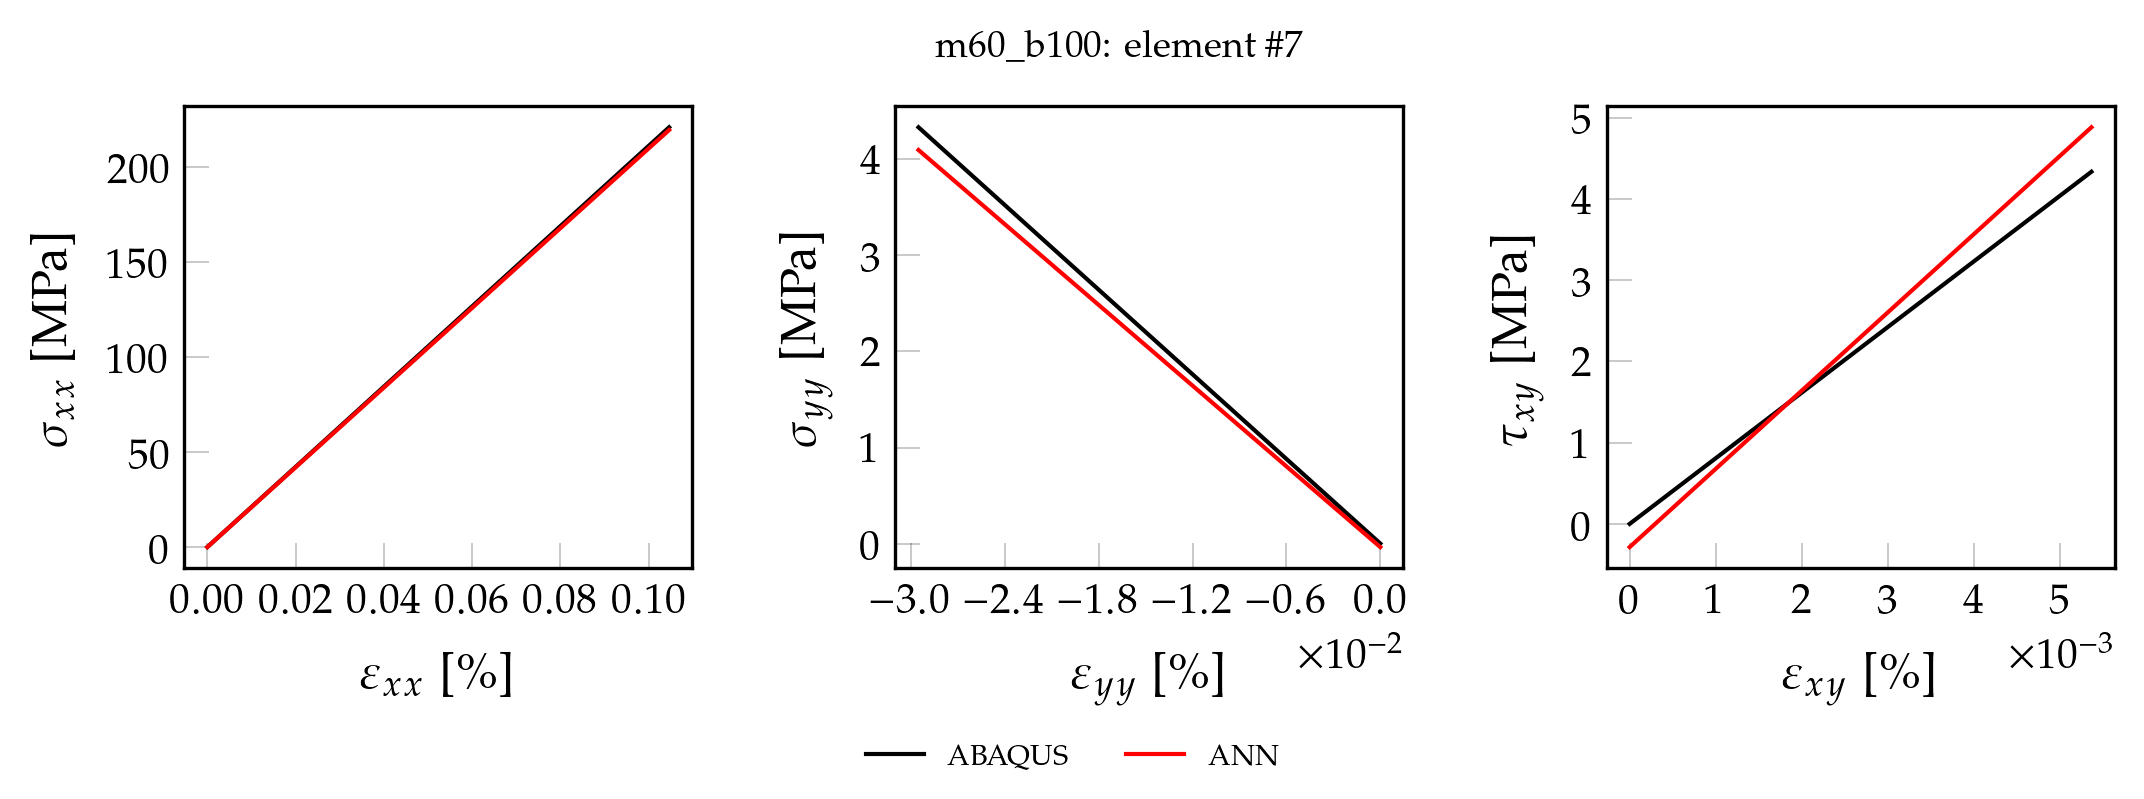 m60_b100: element #7
σxx [MPa]
200
150
100
50
0
0.00 0.02 0.04 0.06 0.08 0.10
εxx [%]
σyy [MPa]
4
3
2
1
0
−3.0 −2.4 −1.8 −1.2 −0.6 0.0
×10⁻²
εyy [%]
τxy [MPa]
5
4
3
2
1
0
0 1 2 3 4 5
×10⁻³
εxy [%]
ABAQUS ANN